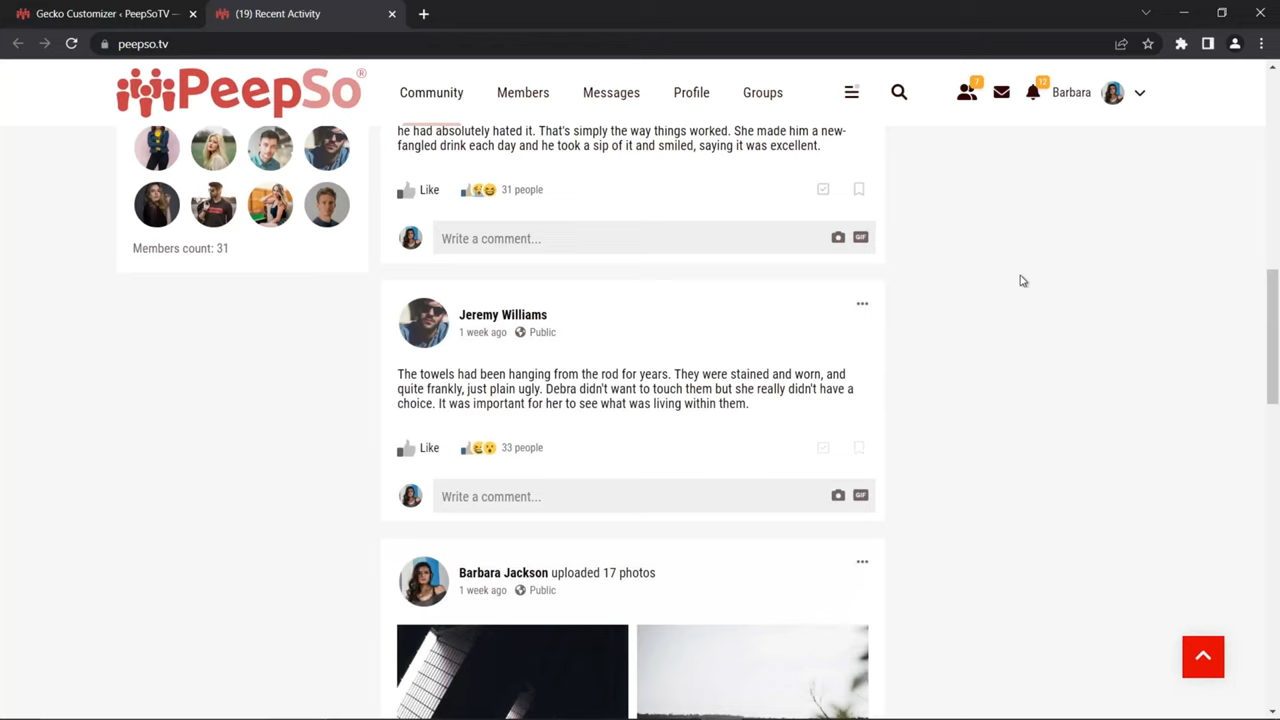 Gecko Customizer ‹ PeepSoTV —
(19) Recent Activity
peepso.tv
PeepSo®
Community
Members
Messages
Profile
Groups
7
12
Barbara
he had absolutely hated it. That's simply the way things worked. She made him a new-
fangled drink each day and he took a sip of it and smiled, saying it was excellent.
Like
31 people
Write a comment...
GIF
Members count: 31
Jeremy Williams
1 week ago
Public
The towels had been hanging from the rod for years. They were stained and worn, and
quite frankly, just plain ugly. Debra didn't want to touch them but she really didn't have a
choice. It was important for her to see what was living within them.
Like
33 people
Write a comment...
GIF
Barbara Jackson uploaded 17 photos
1 week ago
Public